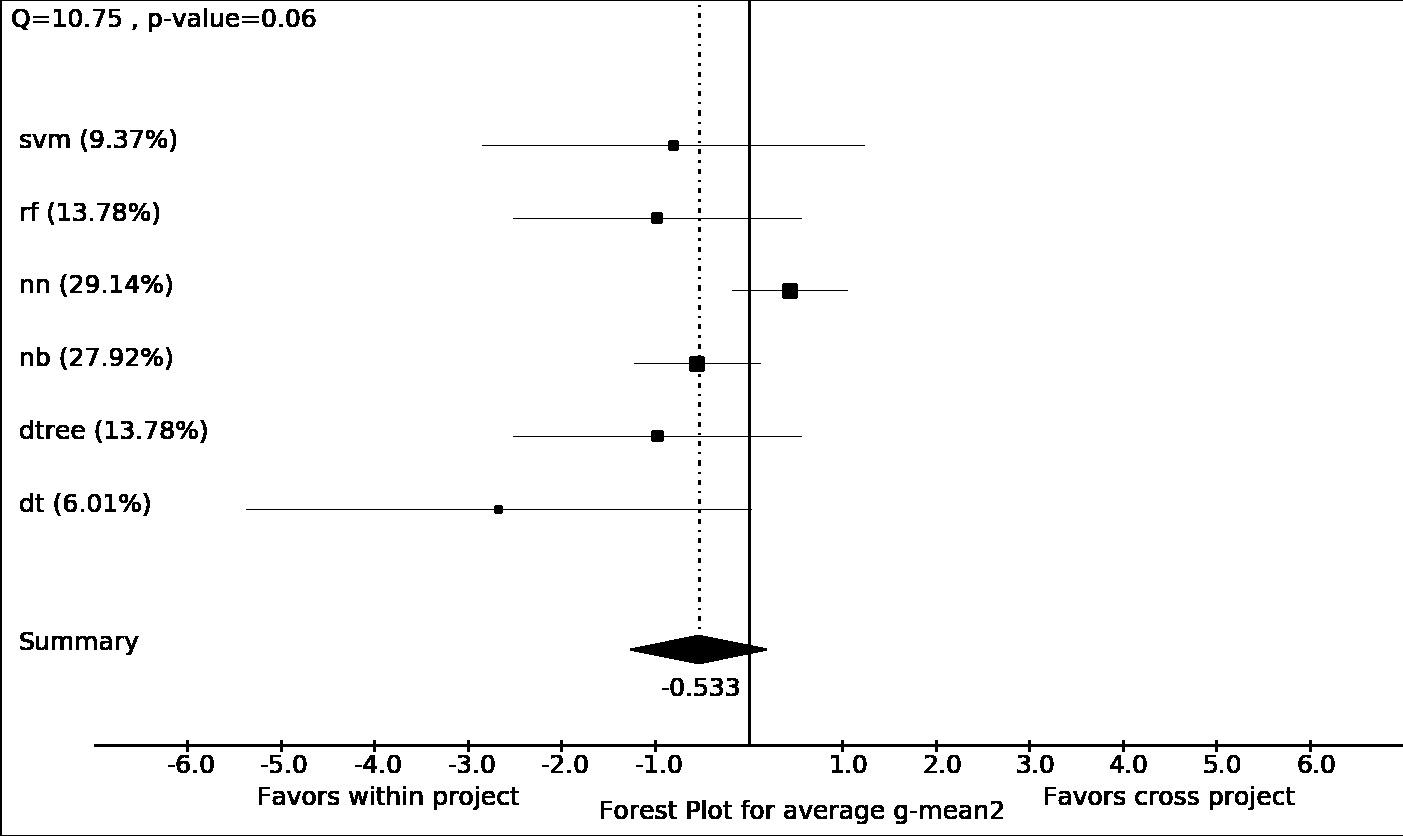 Q=10.75 , p-value=0.06
svm (9.37%)
rf (13.78%)
nn (29.14%)
nb (27.92%)
dtree (13.78%)
dt (6.01%)
Summary
-0.533
-6.0 -5.0 -4.0 -3.0 -2.0 -1.0 1.0 2.0 3.0 4.0 5.0 6.0
Favors within project Favors cross project
Forest Plot for average g-mean2